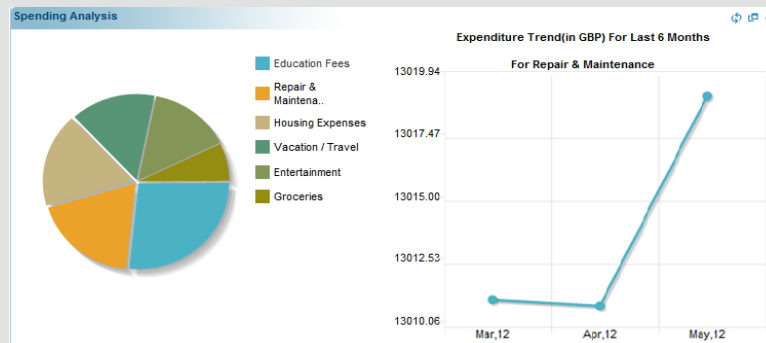 Spending Analysis
Education Fees
Repair &
Maintena..
Housing Expenses
Vacation / Travel
Entertainment
Groceries
Expenditure Trend(in GBP) For Last 6 Months
For Repair & Maintenance
13019.94
13017.47
13015.00
13012.53
13010.06
Mar,12 Apr,12 May,12